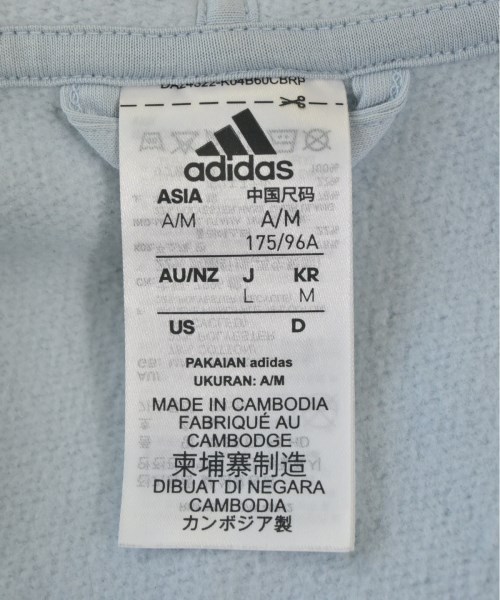 adidas
ASIA 中国尺码
A/M A/M
175/96A
AU/NZ J KR
L M
US D
PAKAIAN adidas
UKURAN: A/M
MADE IN CAMBODIA
FABRIQUÉ AU
CAMBODGE
柬埔寨制造
DIBUAT DI NEGARA
CAMBODIA
カンボジア製